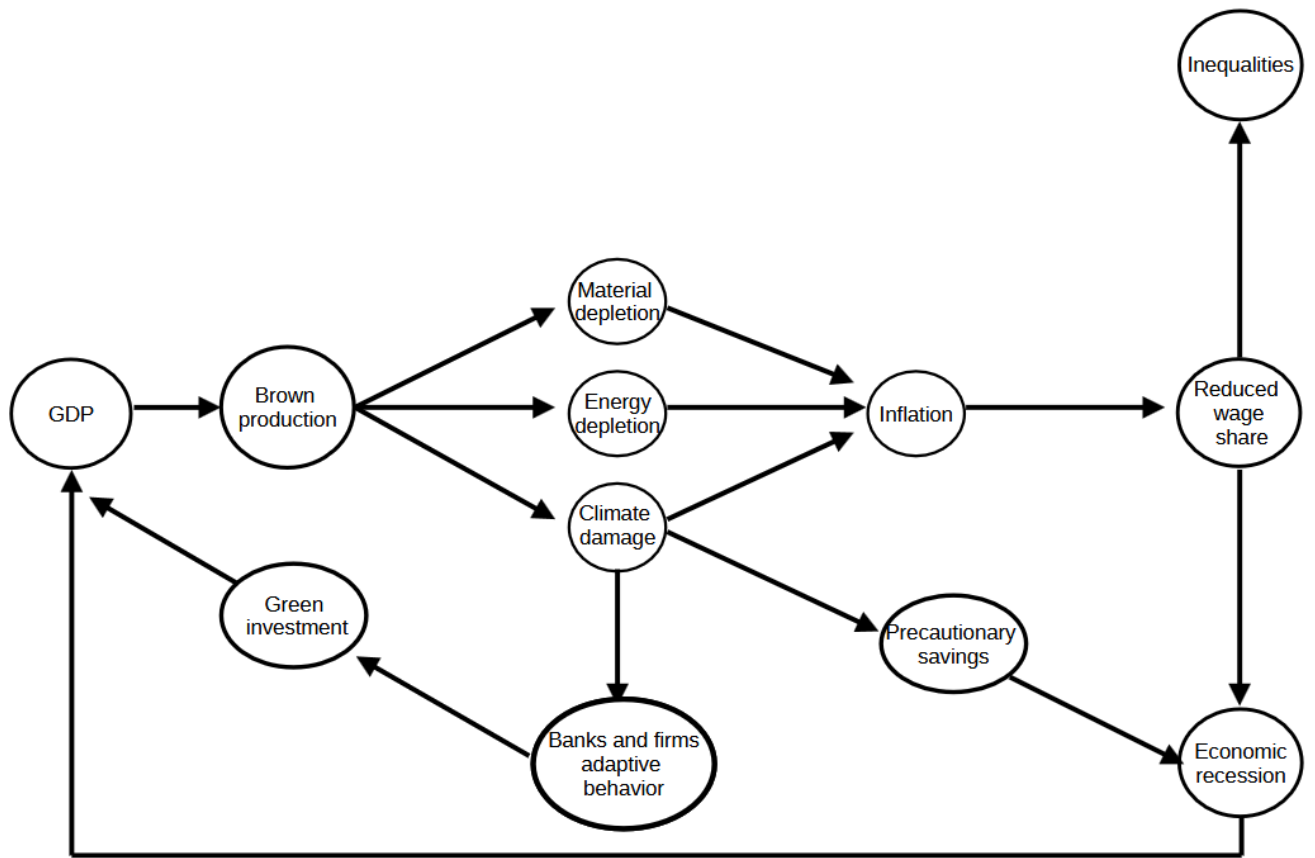 Inequalities
Material
depletion
Brown
production
GDP
Energy
depletion
Inflation
Reduced
wage
share
Climate
damage
Green
investment
Precautionary
savings
Banks and firms
adaptive
behavior
Economic
recession